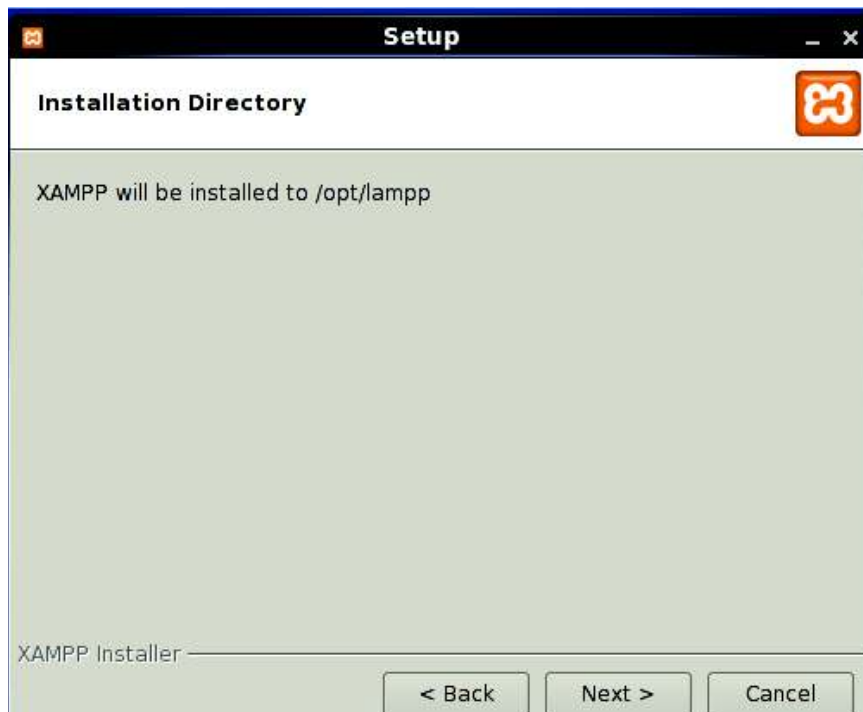 Setup
Installation Directory
XAMPP will be installed to /opt/lampp
XAMPP Installer
< Back
Next >
Cancel